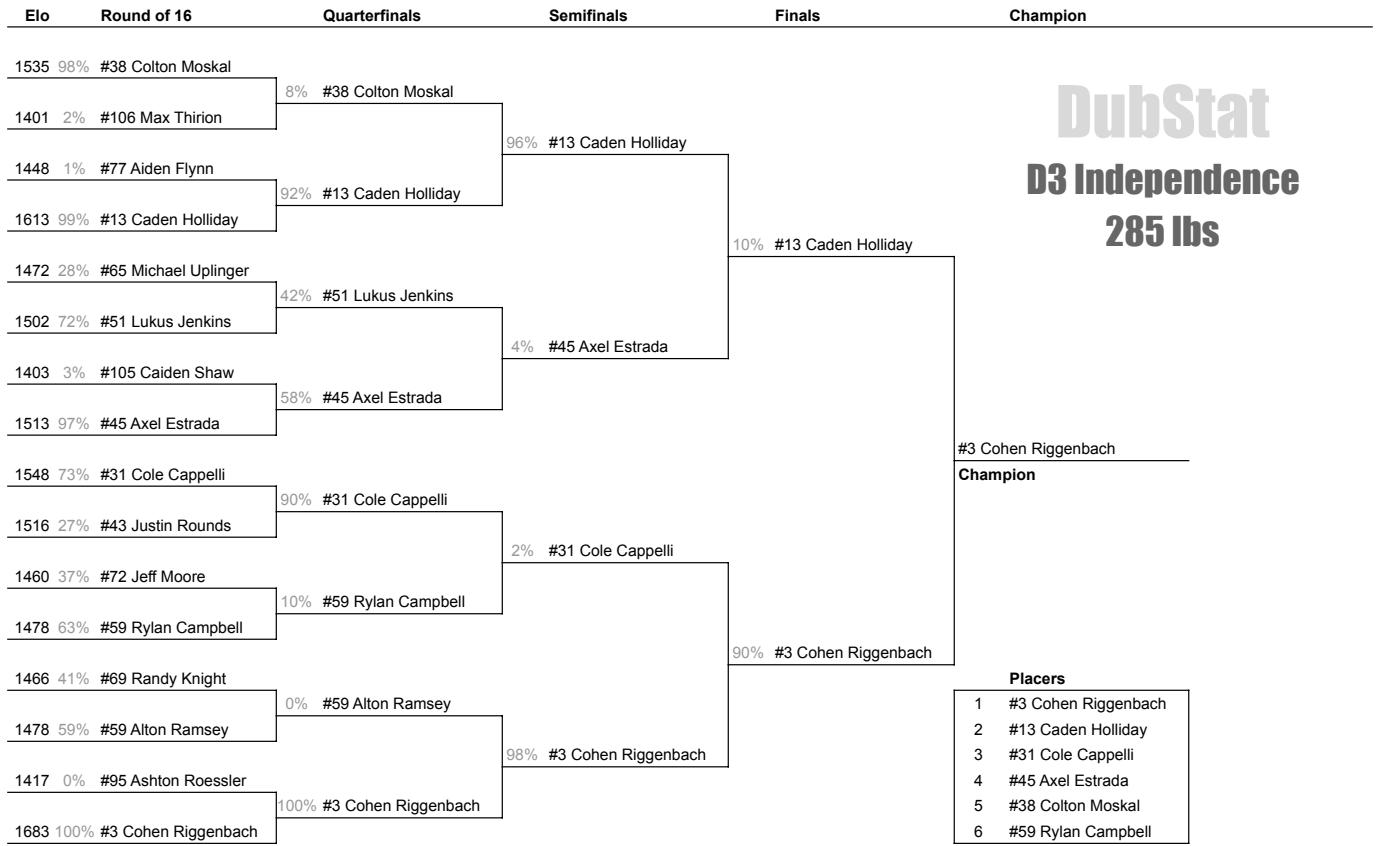 Elo Round of 16 Quarterfinals Semifinals Finals Champion
1535 98% #38 Colton Moskal
8% #38 Colton Moskal
DubStat
1401 2% #106 Max Thirion
96% #13 Caden Holliday
1448 1% #77 Aiden Flynn
D3 Independence
92% #13 Caden Holliday
1613 99% #13 Caden Holliday
285 lbs
10% #13 Caden Holliday
1472 28% #65 Michael Uplinger
42% #51 Lukus Jenkins
1502 72% #51 Lukus Jenkins
4% #45 Axel Estrada
1403 3% #105 Caiden Shaw
58% #45 Axel Estrada
1513 97% #45 Axel Estrada
#3 Cohen Riggenbach
1548 73% #31 Cole Cappelli
Champion
90% #31 Cole Cappelli
1516 27% #43 Justin Rounds
2% #31 Cole Cappelli
1460 37% #72 Jeff Moore
10% #59 Rylan Campbell
1478 63% #59 Rylan Campbell
90% #3 Cohen Riggenbach
1466 41% #69 Randy Knight
Placers
0% #59 Alton Ramsey
1 #3 Cohen Riggenbach
1478 59% #59 Alton Ramsey
2 #13 Caden Holliday
98% #3 Cohen Riggenbach
3 #31 Cole Cappelli
1417 0% #95 Ashton Roessler
4 #45 Axel Estrada
100% #3 Cohen Riggenbach
5 #38 Colton Moskal
1683 100% #3 Cohen Riggenbach
6 #59 Rylan Campbell